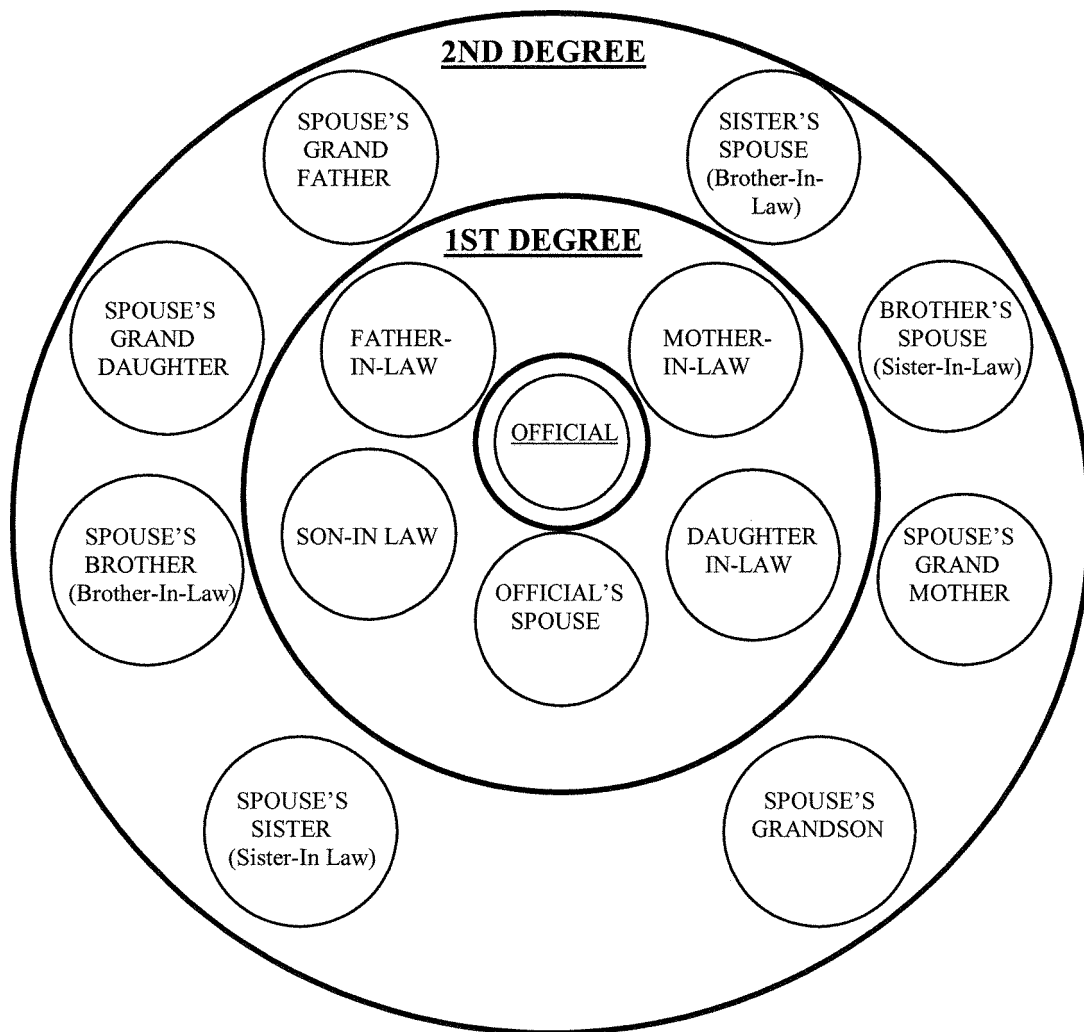 2ND DEGREE
SPOUSE'S
GRAND
FATHER
SISTER'S
SPOUSE
(Brother-In-
Law)
1ST DEGREE
SPOUSE'S
GRAND
DAUGHTER
FATHER-
IN-LAW
MOTHER-
IN-LAW
BROTHER'S
SPOUSE
(Sister-In-Law)
OFFICIAL
SPOUSE'S
BROTHER
(Brother-In-Law)
SON-IN LAW
OFFICIAL'S
SPOUSE
DAUGHTER
IN-LAW
SPOUSE'S
GRAND
MOTHER
SPOUSE'S
SISTER
(Sister-In Law)
SPOUSE'S
GRANDSON